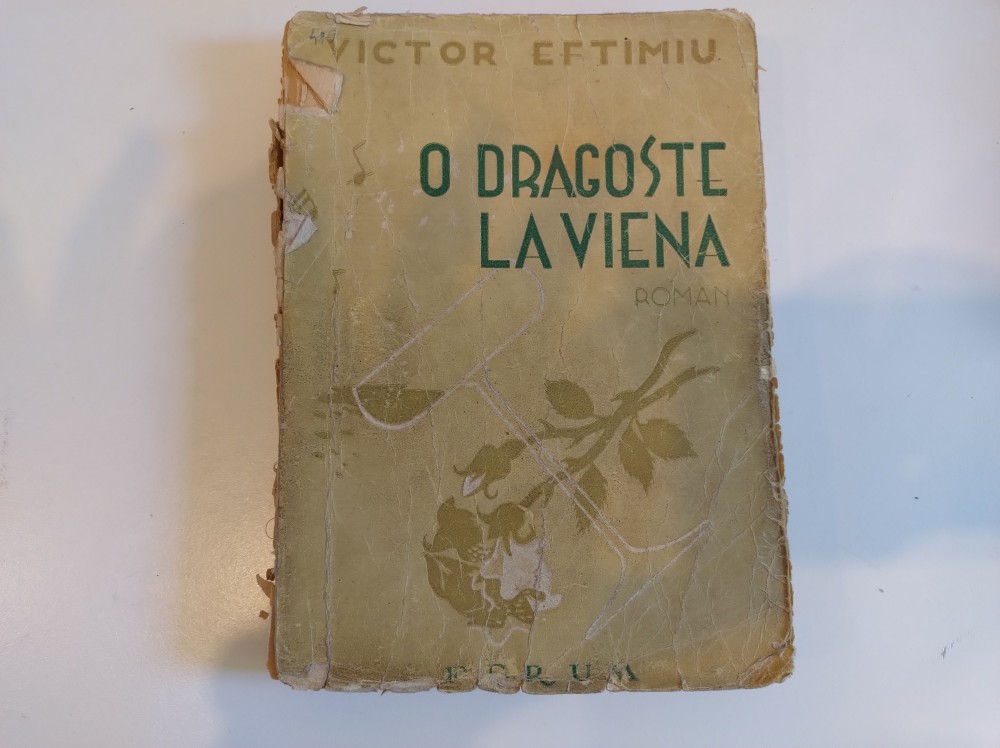 VICTOR EFTIMIU
O DRAGOSTE
LA VIENA
ROMAN
FORUM